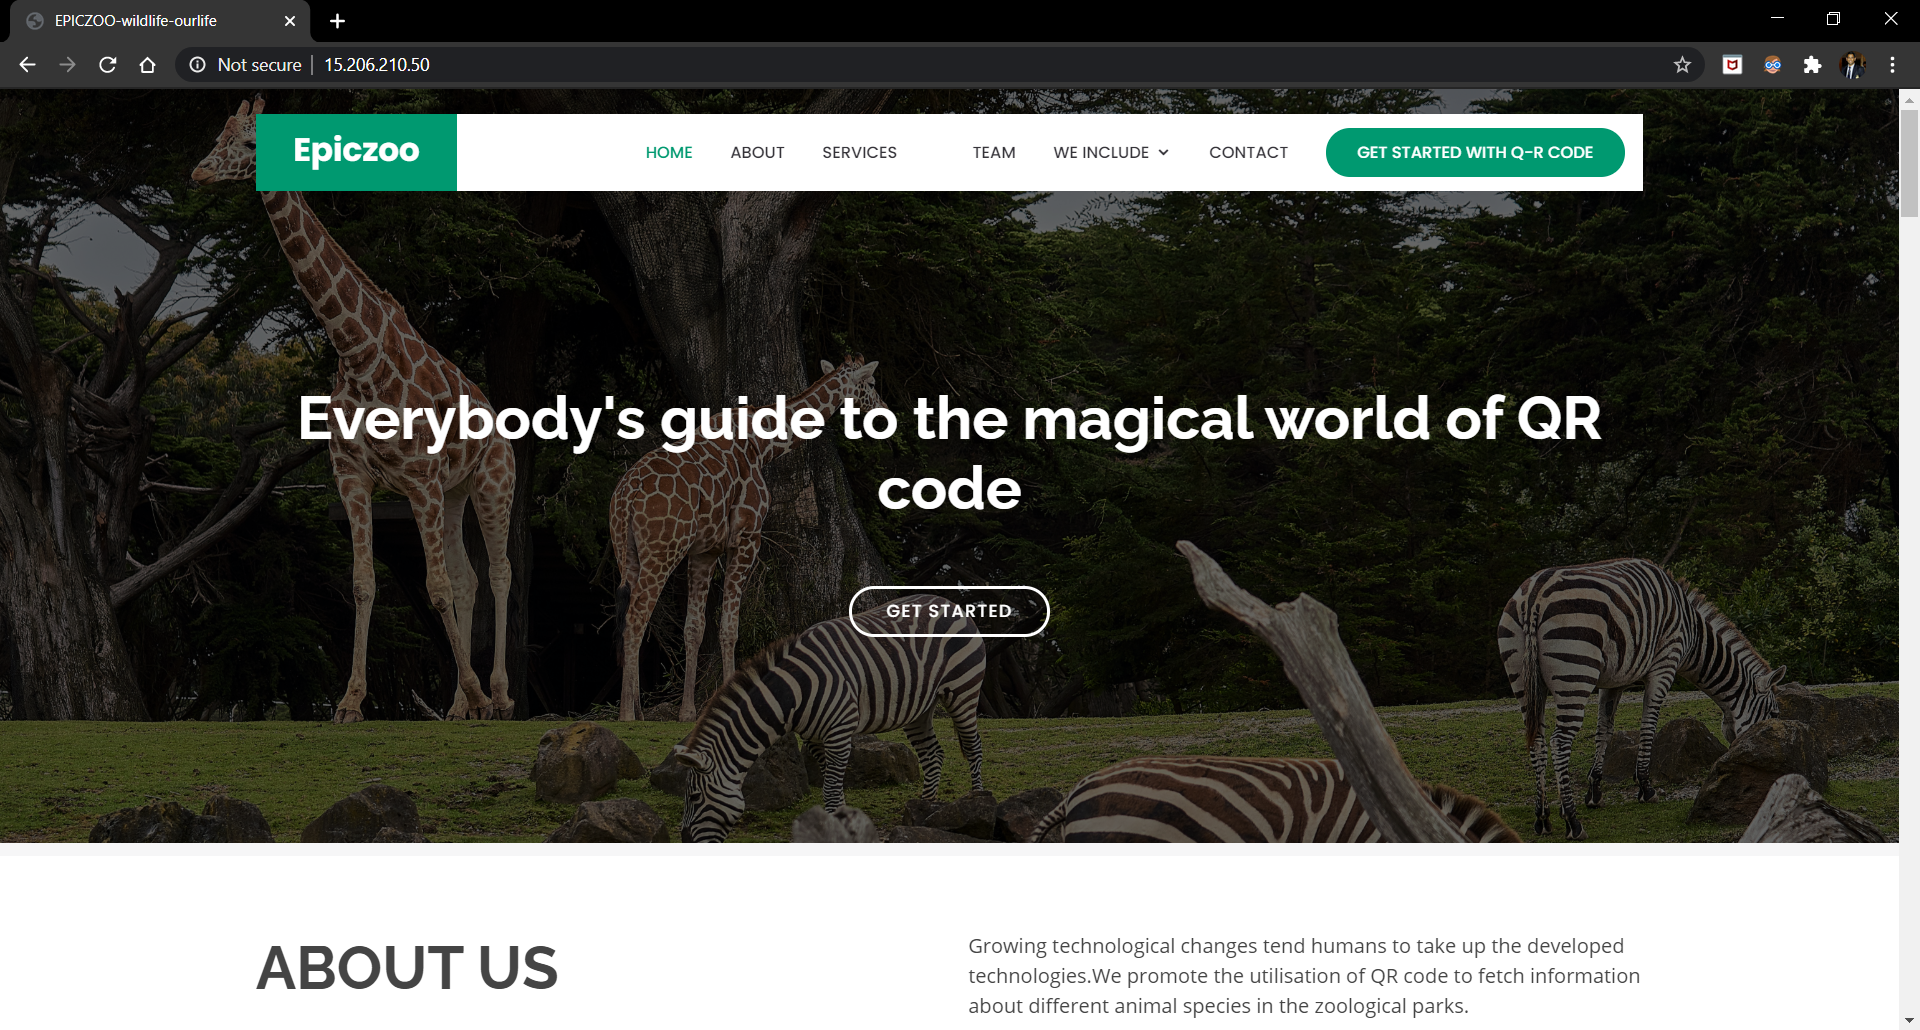 EPICZOO-wildlife-ourlife
Not secure | 15.206.210.50
Epiczoo HOME ABOUT SERVICES TEAM WE INCLUDE CONTACT GET STARTED WITH Q-R CODE
Everybody's guide to the magical world of QR
code
GET STARTED
ABOUT US
Growing technological changes tend humans to take up the developed
technologies.We promote the utilisation of QR code to fetch information
about different animal species in the zoological parks.